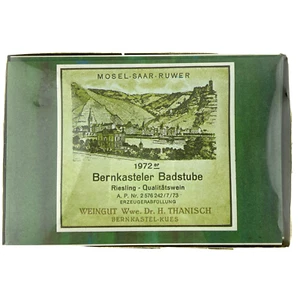 MOSEL-SAAR-RUWER
1972er
Bernkasteler Badstube
Riesling - Qualitätswein
A. P. Nr. 2 576 242/7/73
ERZEUGERABFÜLLUNG
WEINGUT Wwe. Dr. H. THANISCH
BERNKASTEL-KUES